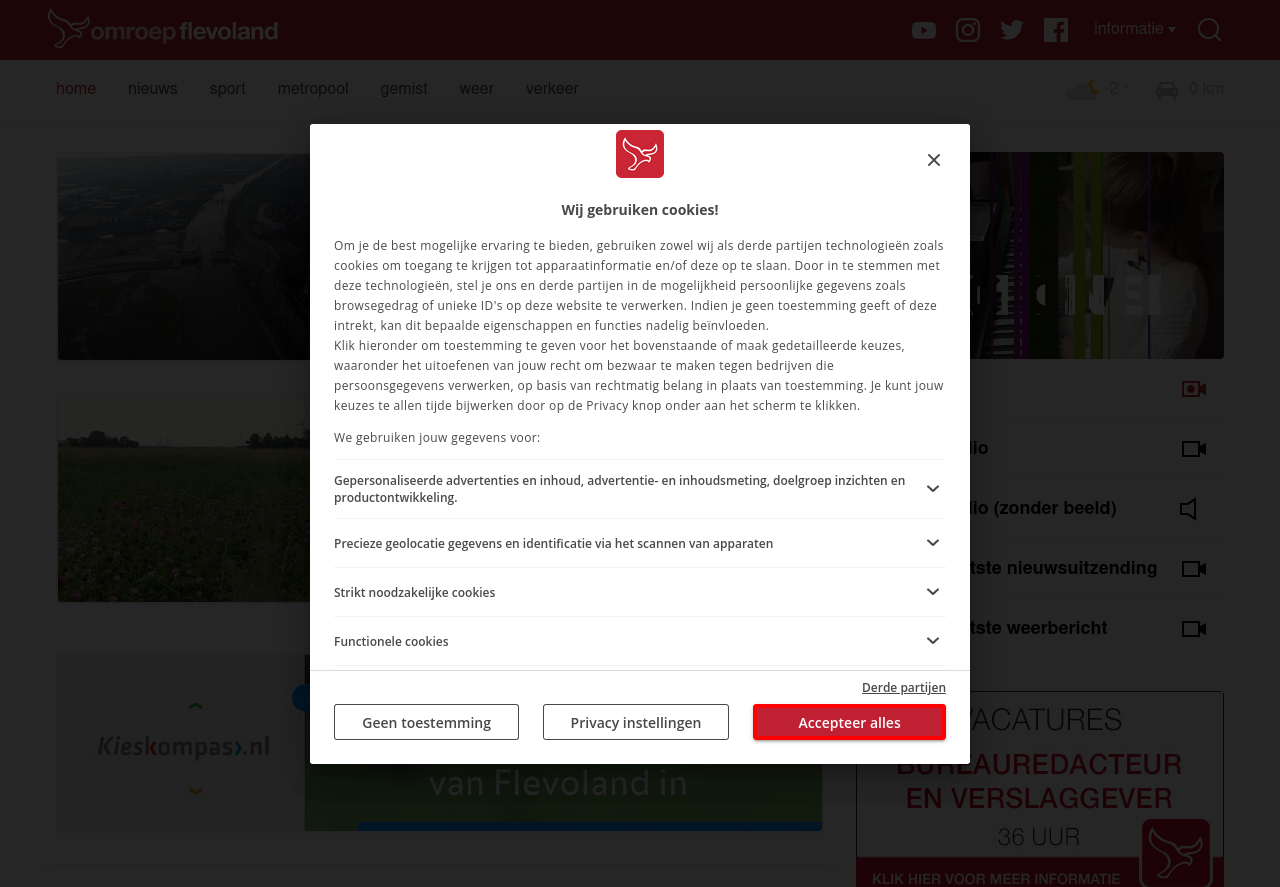 omroep flevoland
informatie
home nieuws sport metropool gemist weer verkeer
-2 ° 0 km
Wij gebruiken cookies!
Om je de best mogelijke ervaring te bieden, gebruiken zowel wij als derde partijen technologieën zoals
cookies om toegang te krijgen tot apparaatinformatie en/of deze op te slaan. Door in te stemmen met
deze technologieën, stel je ons en derde partijen in de mogelijkheid persoonlijke gegevens zoals
browsegedrag of unieke ID's op deze website te verwerken. Indien je geen toestemming geeft of deze
intrekt, kan dit bepaalde eigenschappen en functies nadelig beïnvloeden.
Klik hieronder om toestemming te geven voor het bovenstaande of maak gedetailleerde keuzes,
waaronder het uitoefenen van jouw recht om bezwaar te maken tegen bedrijven die
persoonsgegevens verwerken, op basis van rechtmatig belang in plaats van toestemming. Je kunt jouw
keuzes te allen tijde bijwerken door op de Privacy knop onder aan het scherm te klikken.
We gebruiken jouw gegevens voor:
Gepersonaliseerde advertenties en inhoud, advertentie- en inhoudsmeting, doelgroep inzichten en
productontwikkeling.
Precieze geolocatie gegevens en identificatie via het scannen van apparaten
Strikt noodzakelijke cookies
Functionele cookies
Derde partijen
Geen toestemming Privacy instellingen Accepteer alles
(zonder beeld)
nieuwsuitzending
weerbericht
Kieskompas.nl
van Flevoland in
VACATURES
BUREAUREDACTEUR
EN VERSLAGGEVER
36 UUR
KLIK HIER VOOR MEER INFORMATIE